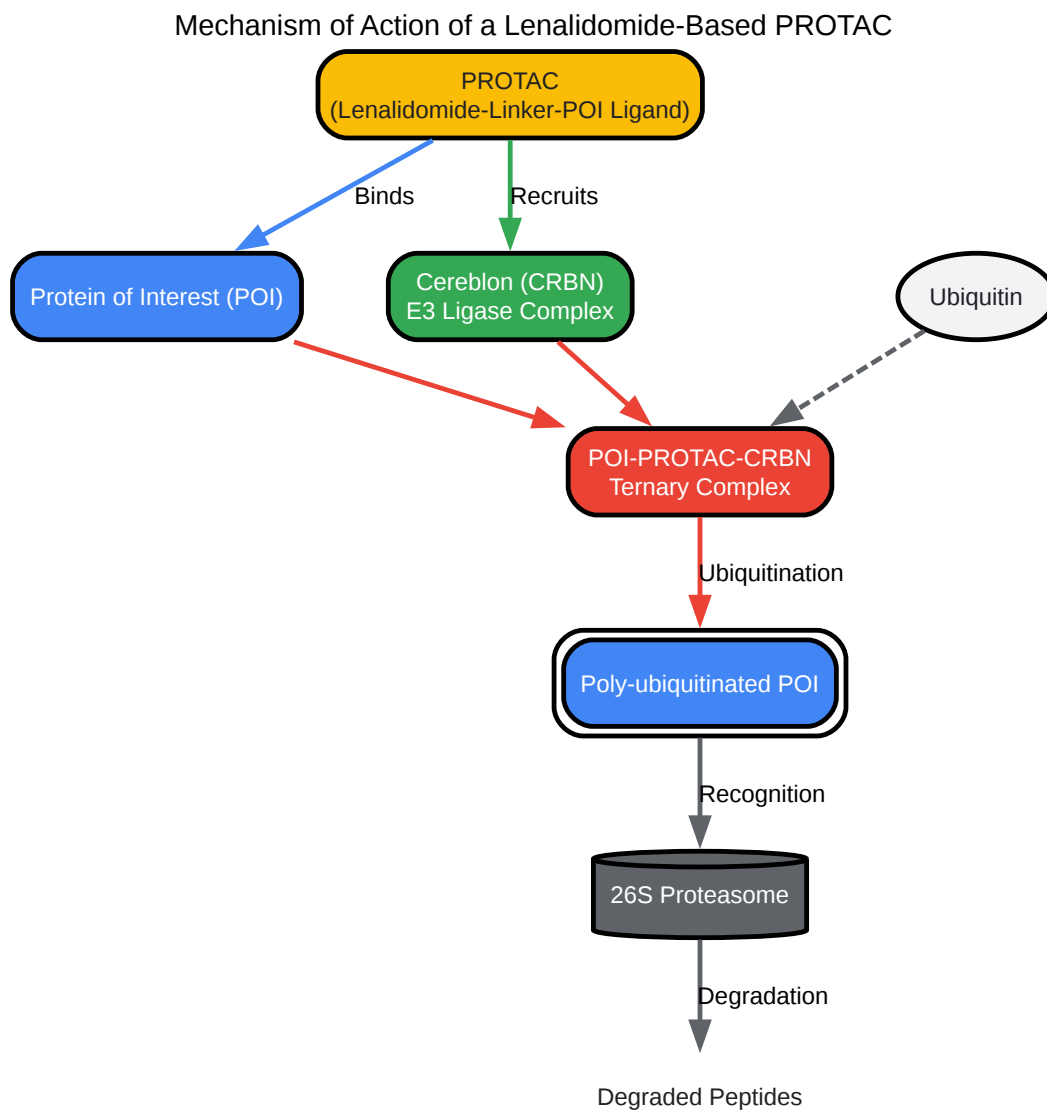 Mechanism of Action of a Lenalidomide-Based PROTAC
PROTAC
(Lenalidomide-Linker-POI Ligand)
Binds
Recruits
Protein of Interest (POI)
Cereblon (CRBN)
E3 Ligase Complex
Ubiquitin
POI-PROTAC-CRBN
Ternary Complex
Ubiquitination
Poly-ubiquitinated POI
Recognition
26S Proteasome
Degradation
Degraded Peptides